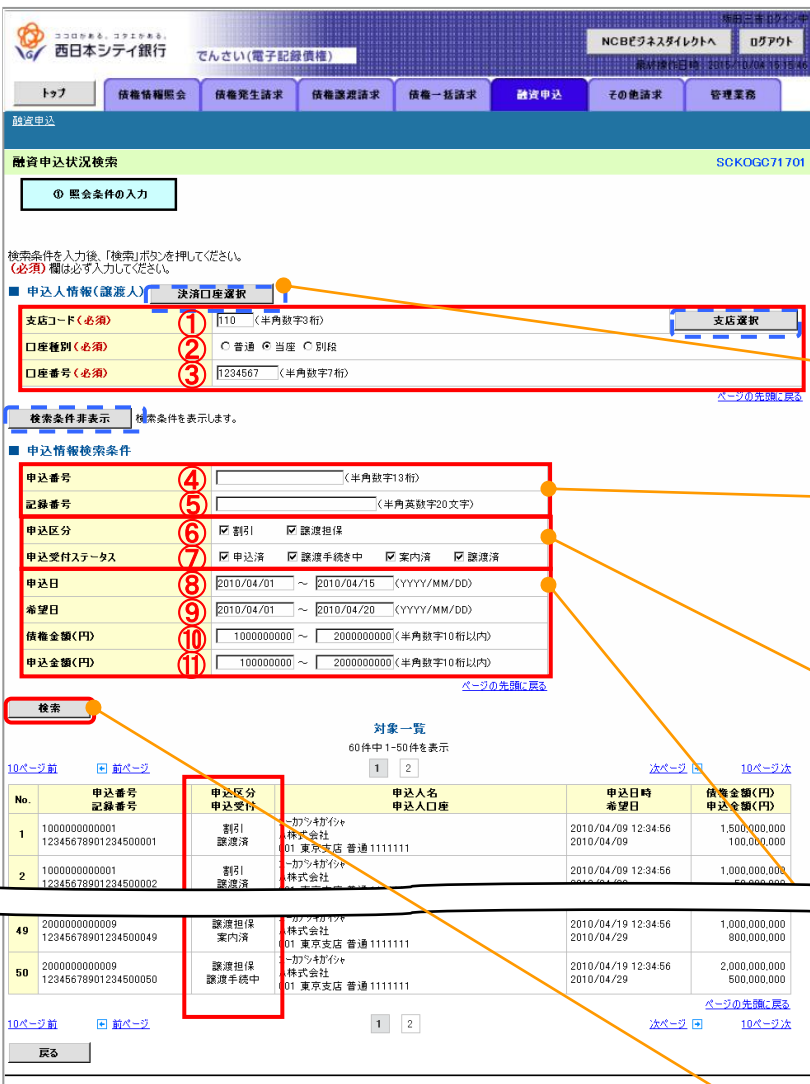 ココロがある。コタエがある。
西日本シティ銀行
でんさい(電子記録債権)
NCBビジネスダイレクトへ
ログアウト
トップ
債権情報照会
債権発生請求
債権譲渡請求
債権一括請求
融資申込
その他請求
管理業務
融資申込
融資申込状況検索
SCKOGC71701
① 照会条件の入力
検索条件を入力後、「検索」ボタンを押してください。
(必須)欄は必ず入力してください。
■ 申込人情報(譲渡人) 決済口座選択
支店コード(必須) ① 110 (半角数字3桁) 支店選択
口座種別(必須) ② 普通 当座 別段
口座番号(必須) ③ 1234567 (半角数字7桁)
ページの先頭に戻る
検索条件非表示 検索条件を表示します。
■ 申込情報検索条件
申込番号 ④ (半角数字13桁)
記録番号 ⑤ (半角英数字20文字)
申込区分 ⑥ 割引 譲渡担保
申込受付ステータス ⑦ 申込済 譲渡手続き中 案内済 譲渡済
申込日 ⑧ 2010/04/01 ~ 2010/04/15 (YYYY/MM/DD)
希望日 ⑨ 2010/04/01 ~ 2010/04/20 (YYYY/MM/DD)
債権金額(円) ⑩ 1000000000 ~ 2000000000 (半角数字10桁以内)
申込金額(円) ⑪ 100000000 ~ 2000000000 (半角数字10桁以内)
ページの先頭に戻る
検索
対象一覧
60件中 1-50件を表示
10ページ前 前ページ 1 2 次ページ 10ページ次
No. 申込番号 申込区分 申込人名 申込日時 債権金額(円)
記録番号 申込受付 申込人口座 希望日 申込金額(円)
1 1000000000001 割引 2010/04/09 12:34:56 1,500,000,000
12345678901234500001 譲渡済 株式会社 2010/04/09 100,000,000
001 東京支店 普通 1111111
2 1000000000001 割引 2010/04/09 12:34:56 1,000,000,000
12345678901234500002 譲渡済 株式会社
49 2000000000009 譲渡担保 株式会社 2010/04/19 12:34:56 1,000,000,000
12345678901234500049 案内済 001 東京支店 普通 1111111 2010/04/29 800,000,000
50 2000000000009 譲渡担保 株式会社 2010/04/19 12:34:56 2,000,000,000
12345678901234500050 譲渡手続中 001 東京支店 普通 1111111 2010/04/29 500,000,000
ページの先頭に戻る
10ページ前 前ページ 1 2 次ページ 10ページ次
戻る